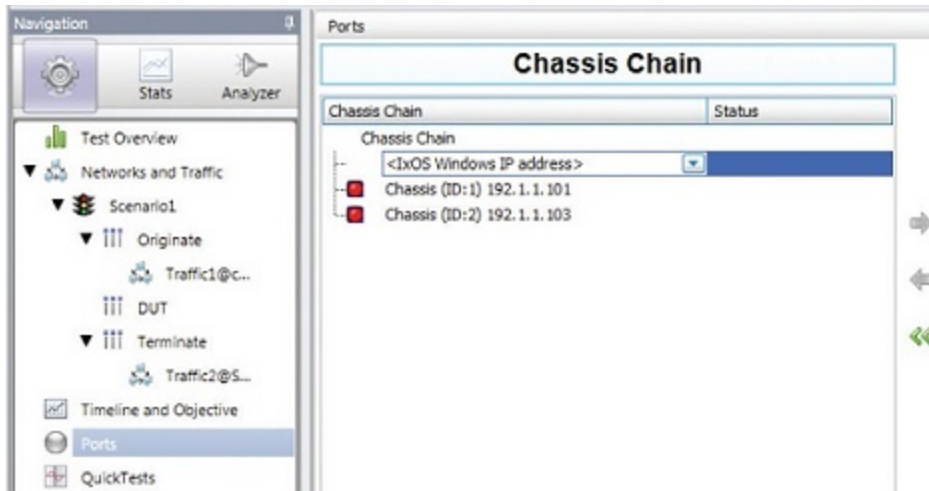 Navigation
Stats
Analyzer
Test Overview
Networks and Traffic
Scenario1
Originate
Traffic1@c...
DUT
Terminate
Traffic2@S...
Timeline and Objective
Ports
QuickTests
Ports
Chassis Chain
Chassis Chain Status
Chassis Chain
<IxOS Windows IP address>
Chassis (ID:1) 192.1.1.101
Chassis (ID:2) 192.1.1.103